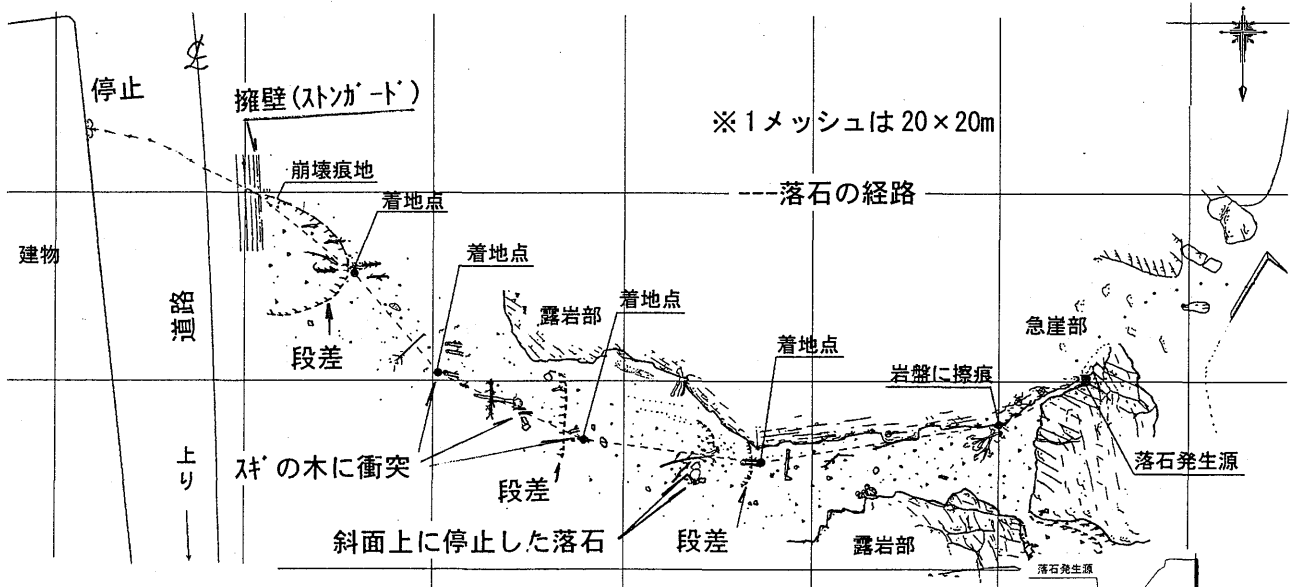 停止
擁壁(ストンガード)
※1メッシュは20×20m
崩壊痕地
着地点
---落石の経路
建物
着地点
道路
着地点
露岩部
急崖部
段差
着地点
岩盤に擦痕
上り
スギの木に衝突
段差
落石発生源
斜面上に停止した落石
段差
露岩部
落石発生源